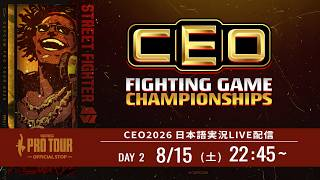 STREET FIGHTER 6
CAPCOM
PRO TOUR
OFFICIAL STOP
CEO
FIGHTING GAME
CHAMPIONSHIPS
CEO2026 日本語実況LIVE配信
DAY 2 8/15 (土) 22:45~